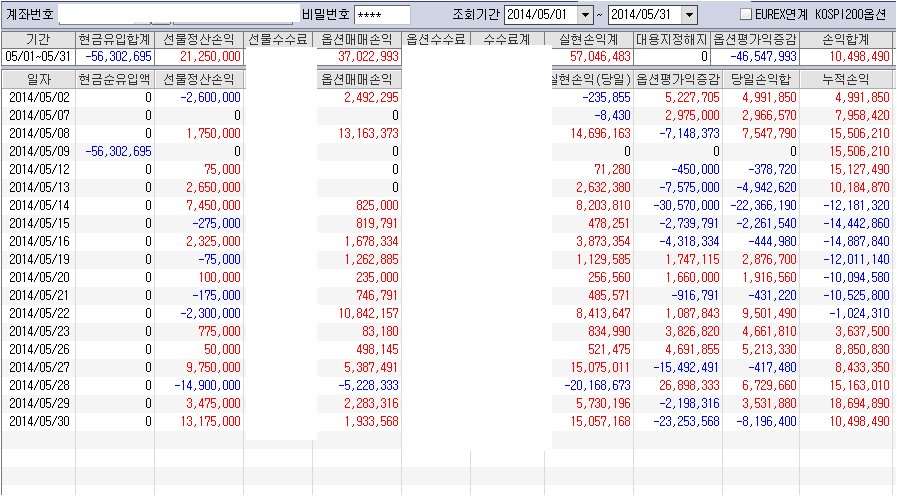 계좌번호 비밀번호 **** 조회기간 2014/05/01 ~ 2014/05/31 EUREX연계 KOSPI200옵션
기간 현금유입합계 선물정산손익 선물수수료 옵션매매손익 옵션수수료 수수료계 실현손익계 대용지정해지 옵션평가익증감 손익합계
05/01~05/31 -56,302,695 21,250,000 37,022,993 57,046,483 0 -46,547,993 10,498,490
일자 현금순유입액 선물정산손익 옵션매매손익 실현손익(당일) 옵션평가익증감 당일손익합 누적손익
2014/05/02 0 -2,600,000 2,492,295 -235,855 5,227,705 4,991,850 4,991,850
2014/05/07 0 0 0 -8,430 2,975,000 2,966,570 7,958,420
2014/05/08 0 1,750,000 13,163,373 14,696,163 -7,148,373 7,547,790 15,506,210
2014/05/09 -56,302,695 0 0 0 0 0 15,506,210
2014/05/12 0 75,000 0 71,280 -450,000 -378,720 15,127,490
2014/05/13 0 2,650,000 0 2,632,380 -7,575,000 -4,942,620 10,184,870
2014/05/14 0 7,450,000 825,000 8,203,810 -30,570,000 -22,366,190 -12,181,320
2014/05/15 0 -275,000 819,791 478,251 -2,739,791 -2,261,540 -14,442,860
2014/05/16 0 2,325,000 1,678,334 3,873,354 -4,318,334 -444,980 -14,887,840
2014/05/19 0 -75,000 1,262,885 1,129,585 1,747,115 2,876,700 -12,011,140
2014/05/20 0 100,000 235,000 256,560 1,660,000 1,916,560 -10,094,580
2014/05/21 0 -175,000 746,791 485,571 -916,791 -431,220 -10,525,800
2014/05/22 0 -2,300,000 10,842,157 8,413,647 1,087,843 9,501,490 -1,024,310
2014/05/23 0 775,000 83,180 834,990 3,826,820 4,661,810 3,637,500
2014/05/26 0 50,000 498,145 521,475 4,691,855 5,213,330 8,850,830
2014/05/27 0 9,750,000 5,387,491 15,075,011 -15,492,491 -417,480 8,433,350
2014/05/28 0 -14,900,000 -5,228,333 -20,168,673 26,898,333 6,729,660 15,163,010
2014/05/29 0 3,475,000 2,283,316 5,730,196 -2,198,316 3,531,880 18,694,890
2014/05/30 0 13,175,000 1,933,568 15,057,168 -23,253,568 -8,196,400 10,498,490